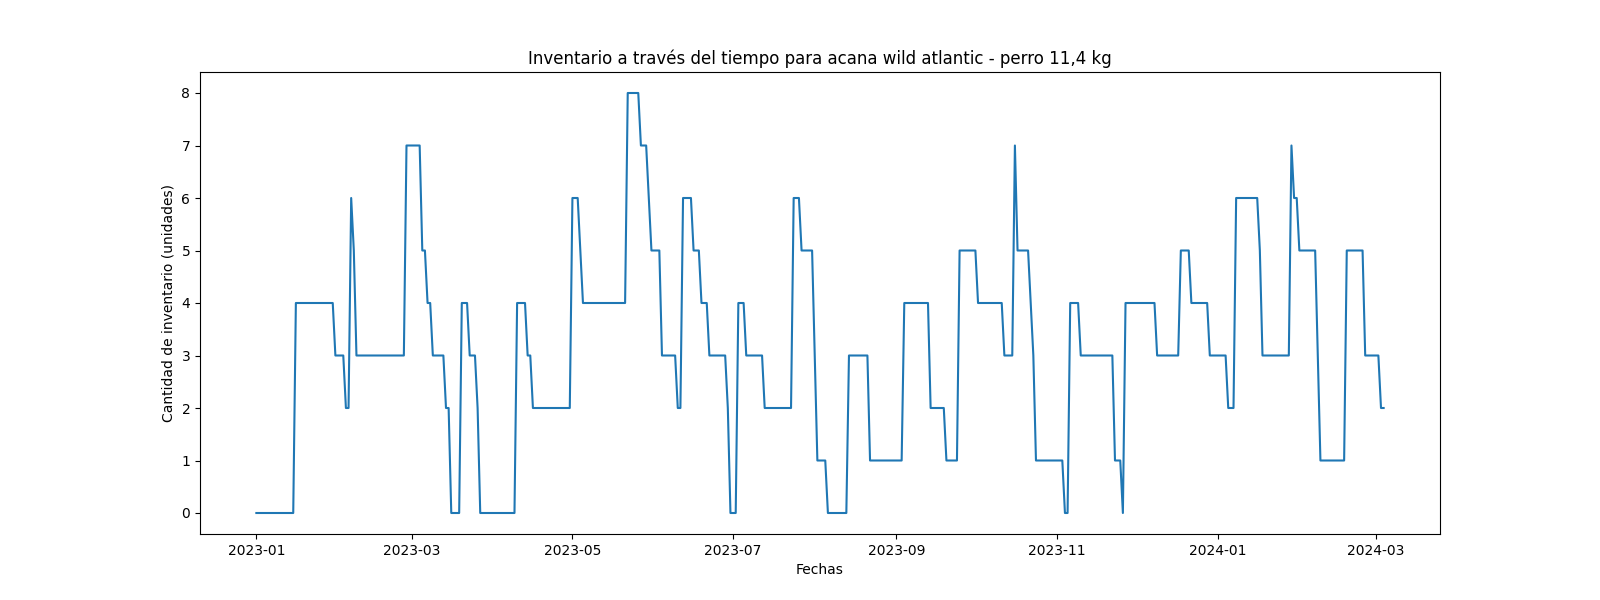 Inventario a través del tiempo para acana wild atlantic - perro 11,4 kg
Cantidad de inventario (unidades)
8
7
6
5
4
3
2
1
0
2023-01 2023-03 2023-05 2023-07 2023-09 2023-11 2024-01 2024-03
Fechas